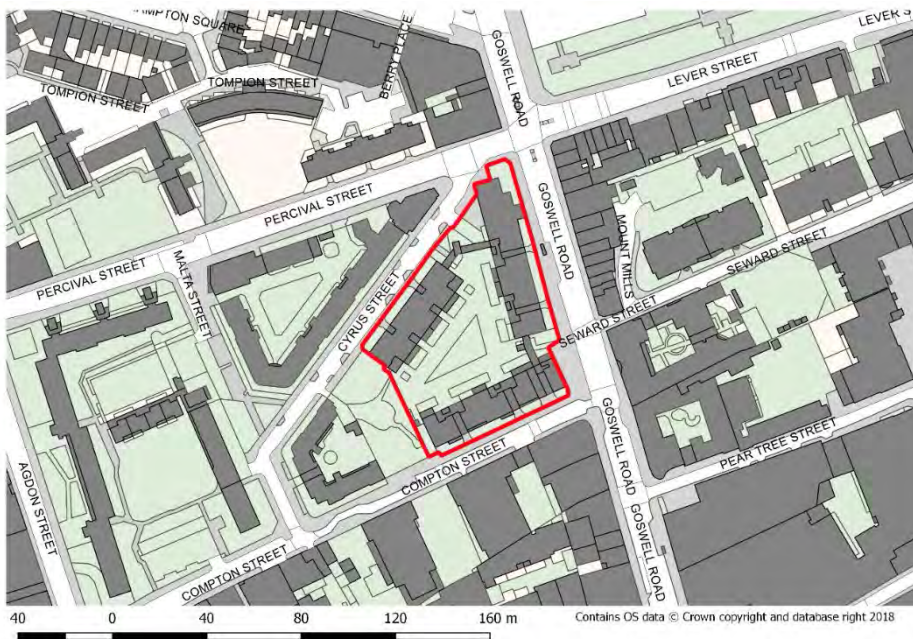 HAMPTON SQUARE
TOMPION STREET
TOMPION STREET
BERRY PLACE
GOSWELL ROAD
LEVER S
LEVER STREET
PERCIVAL STREET
GOSWELL ROAD
MOUNT MILLS
SEWARD STREET
PERCIVAL STREET
MALTA STREET
CYRUS STREET
SEWARD STREET
COMPTON STREET
GOSWELL ROAD
PEAR TREE STREET
AGDON STREET
COMPTON STREET
GOSWELL ROAD
Contains OS data © Crown copyright and database right 2018
40 0 40 80 120 160 m